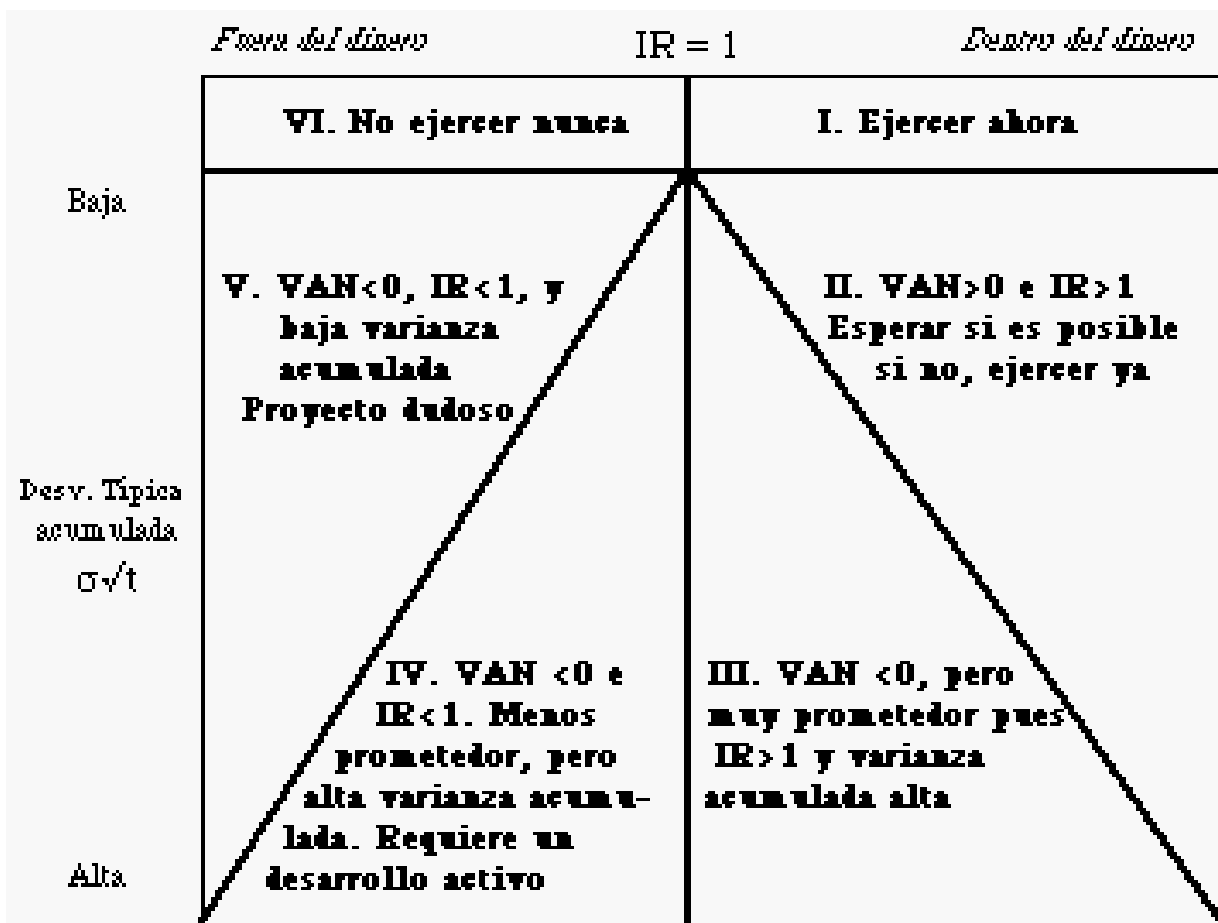 Fuera del dinero
IR = 1
Dentro del dinero
VI. No ejercer nunca
I. Ejercer ahora
Baja
V. VAN<0, IR<1, y
baja varianza
acumulada
Proyecto dudoso
II. VAN>0 e IR>1
Esperar si es posible
si no, ejercer ya
Desv. Típica
acumulada
σ√t
IV. VAN <0 e
IR<1. Menos
prometedor, pero
alta varianza acumu-
lada. Requiere un
desarrollo activo
III. VAN <0, pero
muy prometedor pues
IR>1 y varianza
acumulada alta
Alta